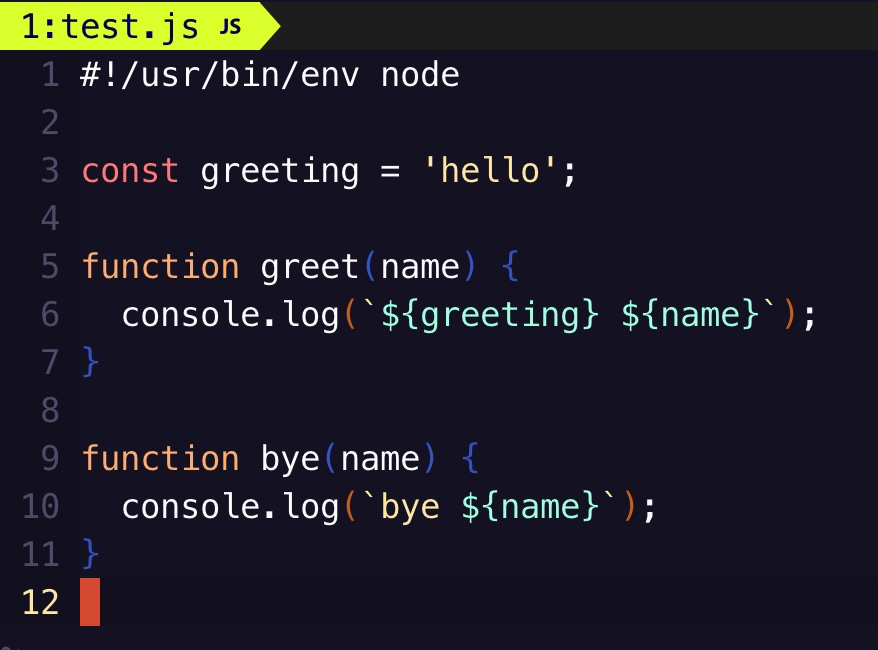 1:test.js JS
1 #!/usr/bin/env node
2
3 const greeting = 'hello';
4
5 function greet(name) {
6   console.log(`${greeting} ${name}`);
7 }
8
9 function bye(name) {
10   console.log(`bye ${name}`);
11 }
12